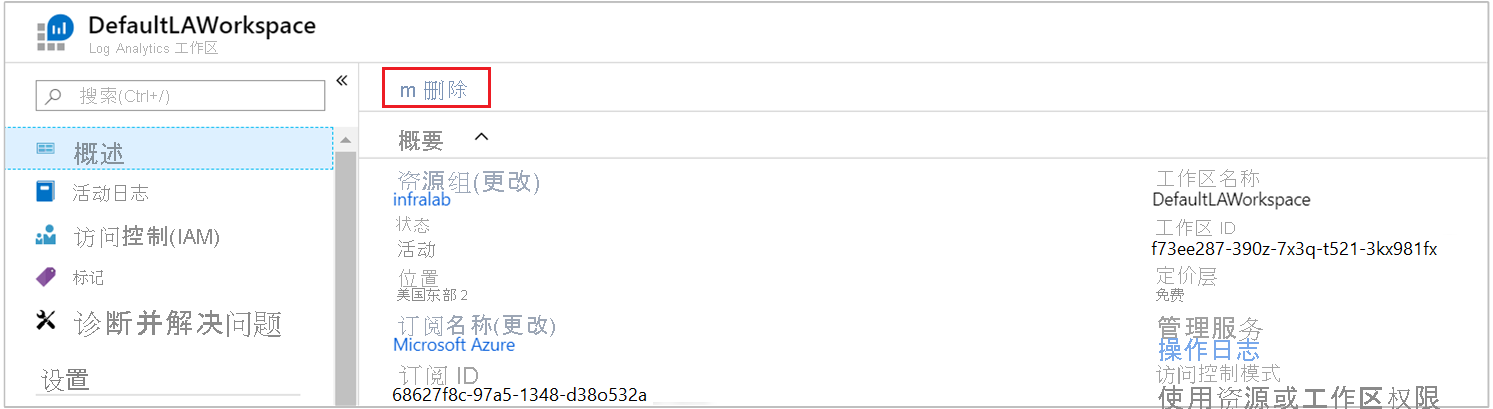 DefaultLAWorkspace
Log Analytics 工作区
搜索(Ctrl+/)
«
概述
活动日志
访问控制(IAM)
标记
诊断并解决问题
设置
m 删除
概要
资源组(更改)
infralab
状态
活动
位置
美国东部 2
订阅名称(更改)
Microsoft Azure
订阅 ID
68627f8c-97a5-1348-d38o532a
工作区名称
DefaultLAWorkspace
工作区 ID
f73ee287-390z-7x3q-t521-3kx981fx
定价层
免费
管理服务
操作日志
访问控制模式
使用资源或工作区权限